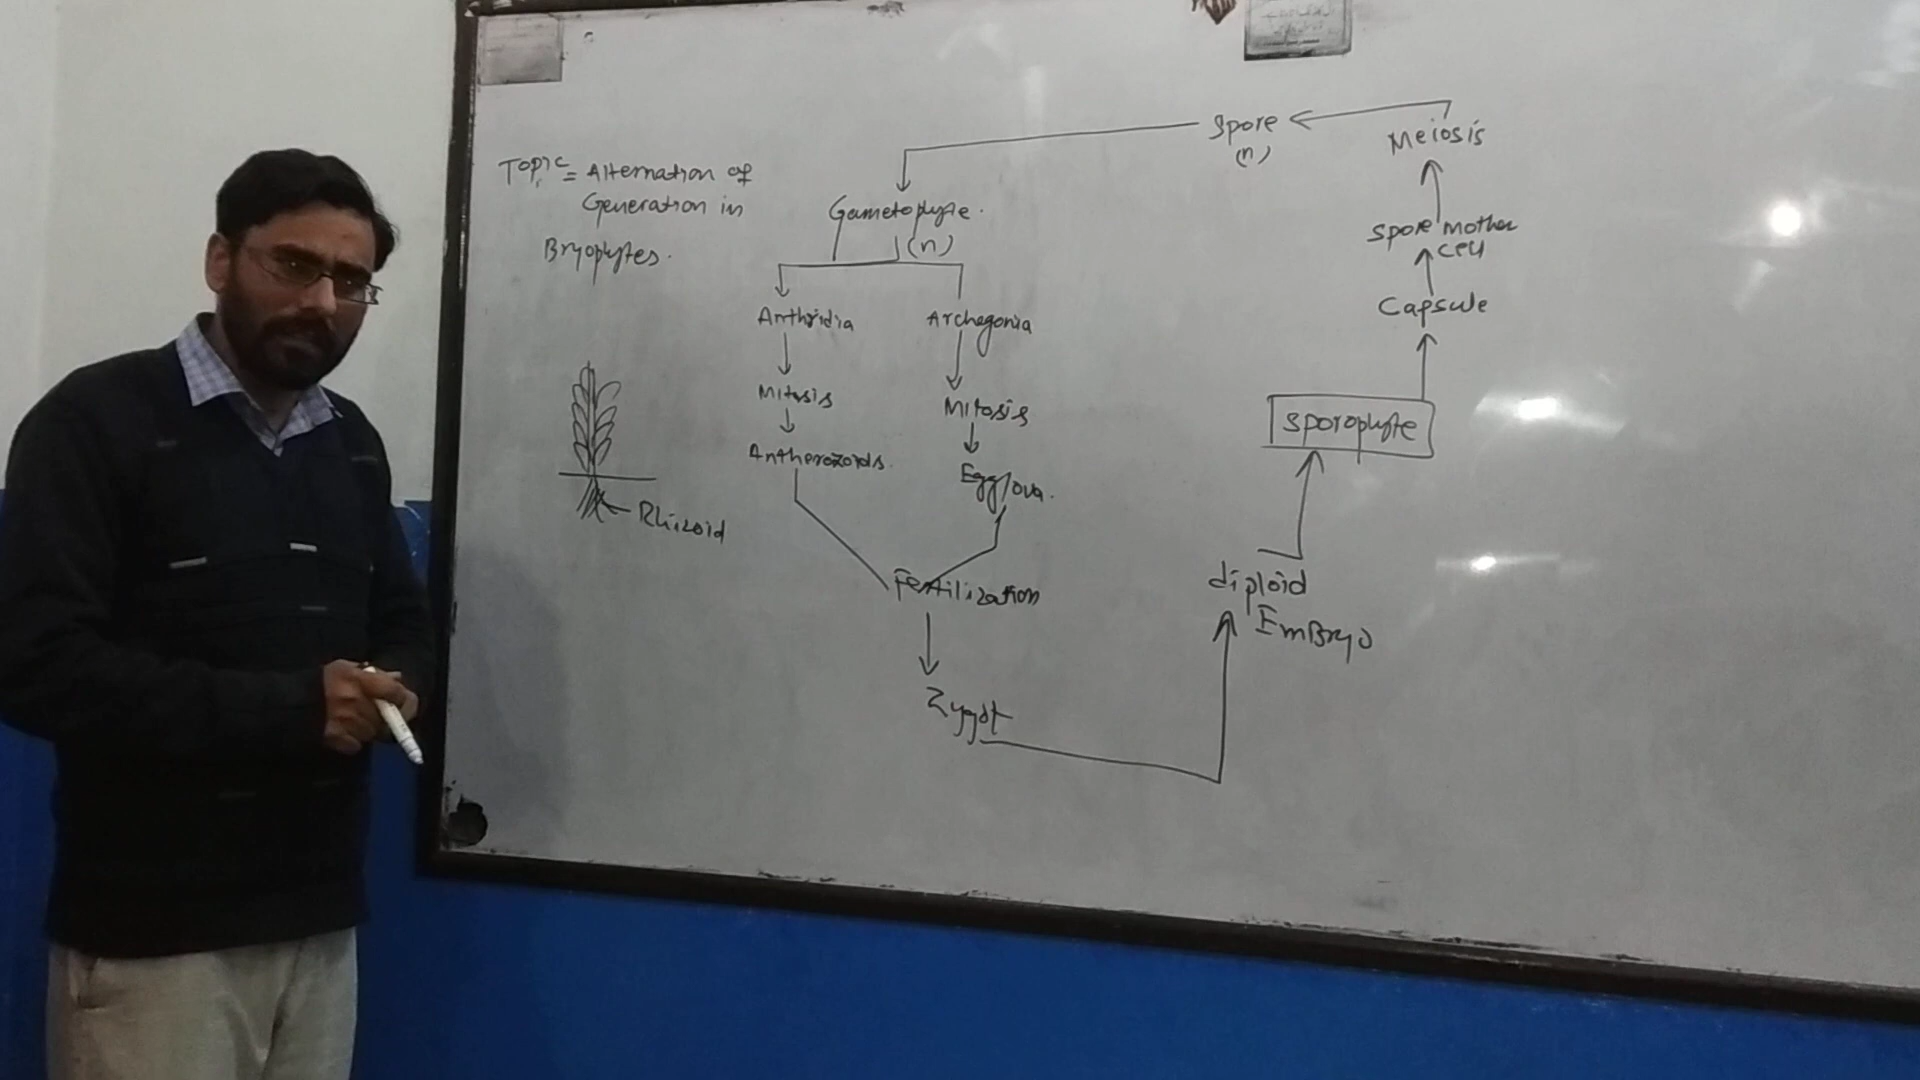 Topic = Alternation of
Generation in
Bryophytes.
Spore
(n)
Meiosis
Spore mother
cell
Capsule
Sporophyte
Gametophyte.
(n)
Anthridia
Archegonia
Mitosis
Mitosis
Antherozoids.
Egg/ova.
Rhizoid
Fertilization
diploid
EmBryo
Zygot